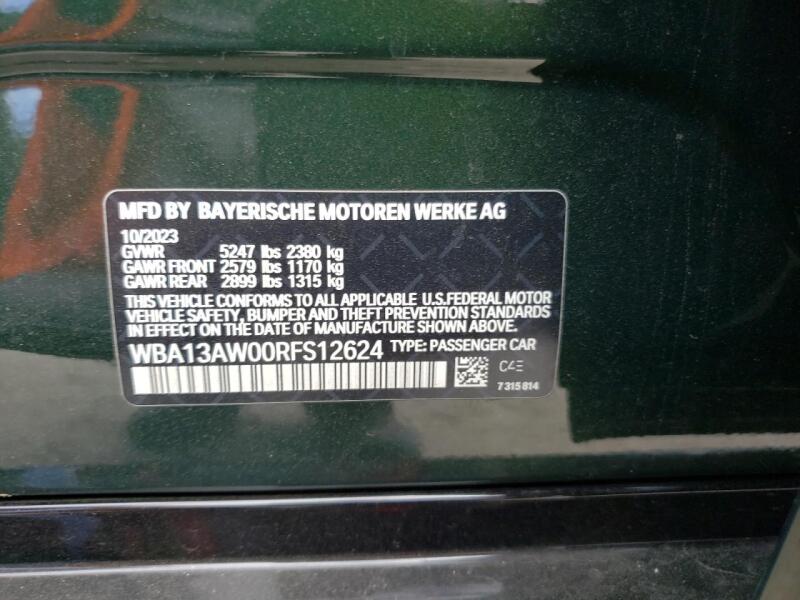 MFD BY BAYERISCHE MOTOREN WERKE AG
10/2023
GVWR 5247 lbs 2380 kg
GAWR FRONT 2579 lbs 1170 kg
GAWR REAR 2899 lbs 1315 kg
THIS VEHICLE CONFORMS TO ALL APPLICABLE U.S.FEDERAL MOTOR
VEHICLE SAFETY, BUMPER AND THEFT PREVENTION STANDARDS
IN EFFECT ON THE DATE OF MANUFACTURE SHOWN ABOVE.
WBA13AW00RFS12624 TYPE: PASSENGER CAR
C4E
7 315 814